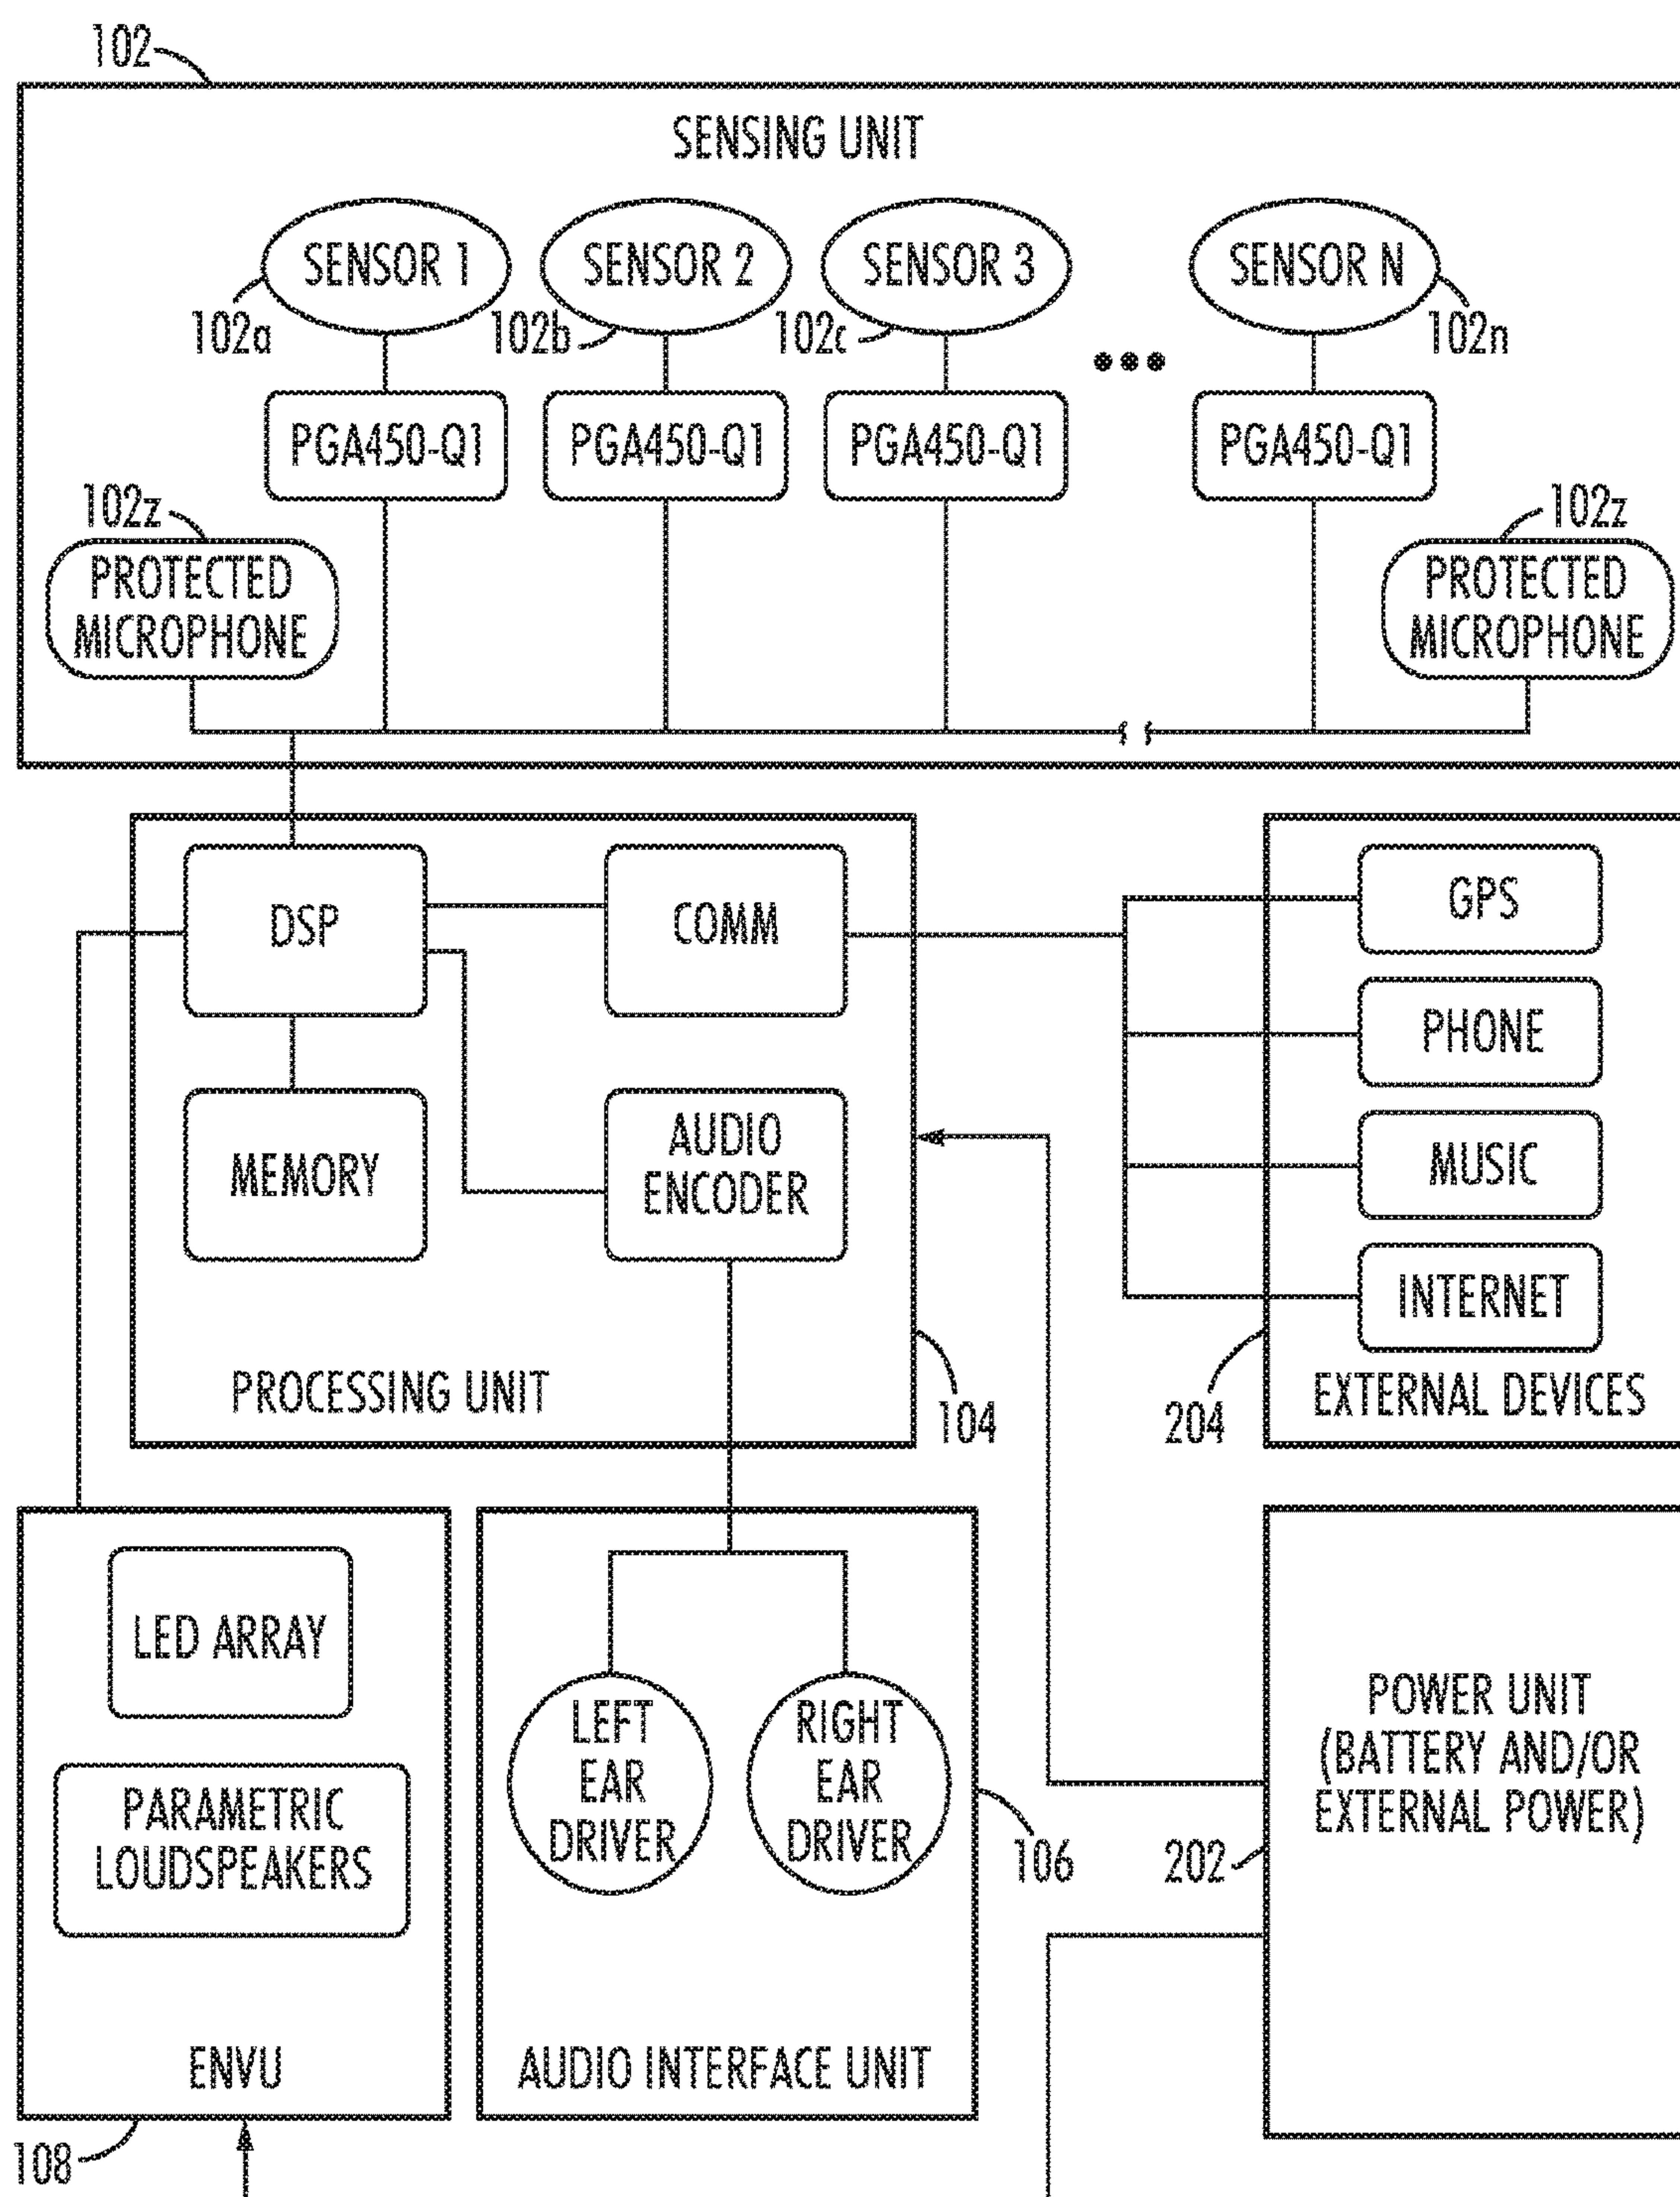 102
SENSING UNIT
SENSOR 1
SENSOR 2
SENSOR 3
SENSOR N
102a
102b
102c
102n
PGA450-Q1
PGA450-Q1
PGA450-Q1
PGA450-Q1
102z
102z
PROTECTED
MICROPHONE
PROTECTED
MICROPHONE
DSP
COMM
MEMORY
AUDIO
ENCODER
PROCESSING UNIT
104
GPS
PHONE
MUSIC
INTERNET
EXTERNAL DEVICES
204
LED ARRAY
PARAMETRIC
LOUDSPEAKERS
ENVU
108
LEFT
EAR
DRIVER
RIGHT
EAR
DRIVER
AUDIO INTERFACE UNIT
106
POWER UNIT
(BATTERY AND/OR
EXTERNAL POWER)
202